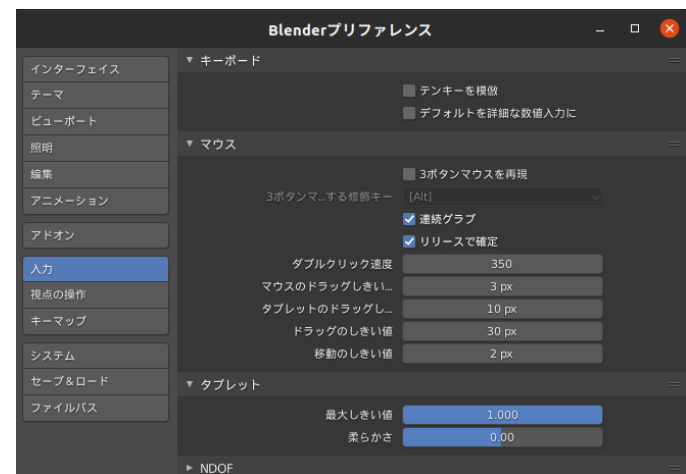 Blenderプリファレンス
インターフェイス
テーマ
ビューポート
照明
編集
アニメーション
アドオン
入力
視点の操作
キーマップ
システム
セーブ&ロード
ファイルパス
キーボード
テンキーを模倣
デフォルトを詳細な数値入力に
マウス
3ボタンマウスを再現
3ボタンマ...する修飾キー [Alt]
連続グラブ
リリースで確定
ダブルクリック速度 350
マウスのドラッグしきい... 3 px
タブレットのドラッグし... 10 px
ドラッグのしきい値 30 px
移動のしきい値 2 px
タブレット
最大しきい値 1.000
柔らかさ 0.00
NDOF